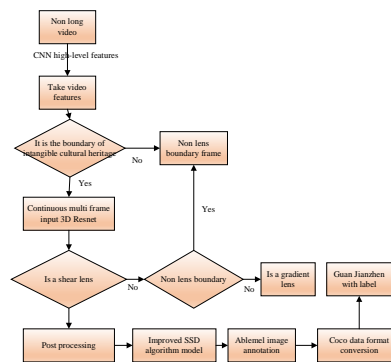 Non long
video
CNN high-level features
Take video
features
It is the boundary of
intangible cultural heritage
No
Non lens
boundary frame
Yes
Continuous multi frame
input 3D Resnet
Yes
Is a shear lens
No
Non lens boundary
No
Is a gradient
lens
Guan Jianzhen
with label
Post processing
Improved SSD
algorithm model
Ablemel image
annotation
Coco data format
conversion